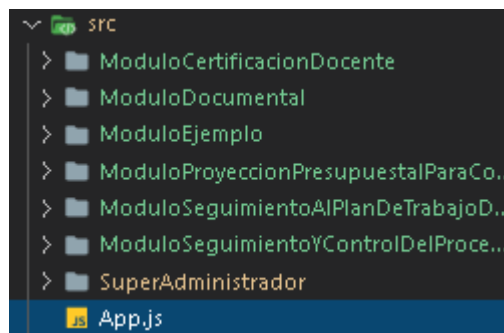 src
ModuloCertificacionDocente
ModuloDocumental
ModuloEjemplo
ModuloProyeccionPresupuestalParaCo...
ModuloSeguimientoAlPlanDeTrabajoD...
ModuloSeguimientoYControlDelProce...
SuperAdministrador
JS App.js